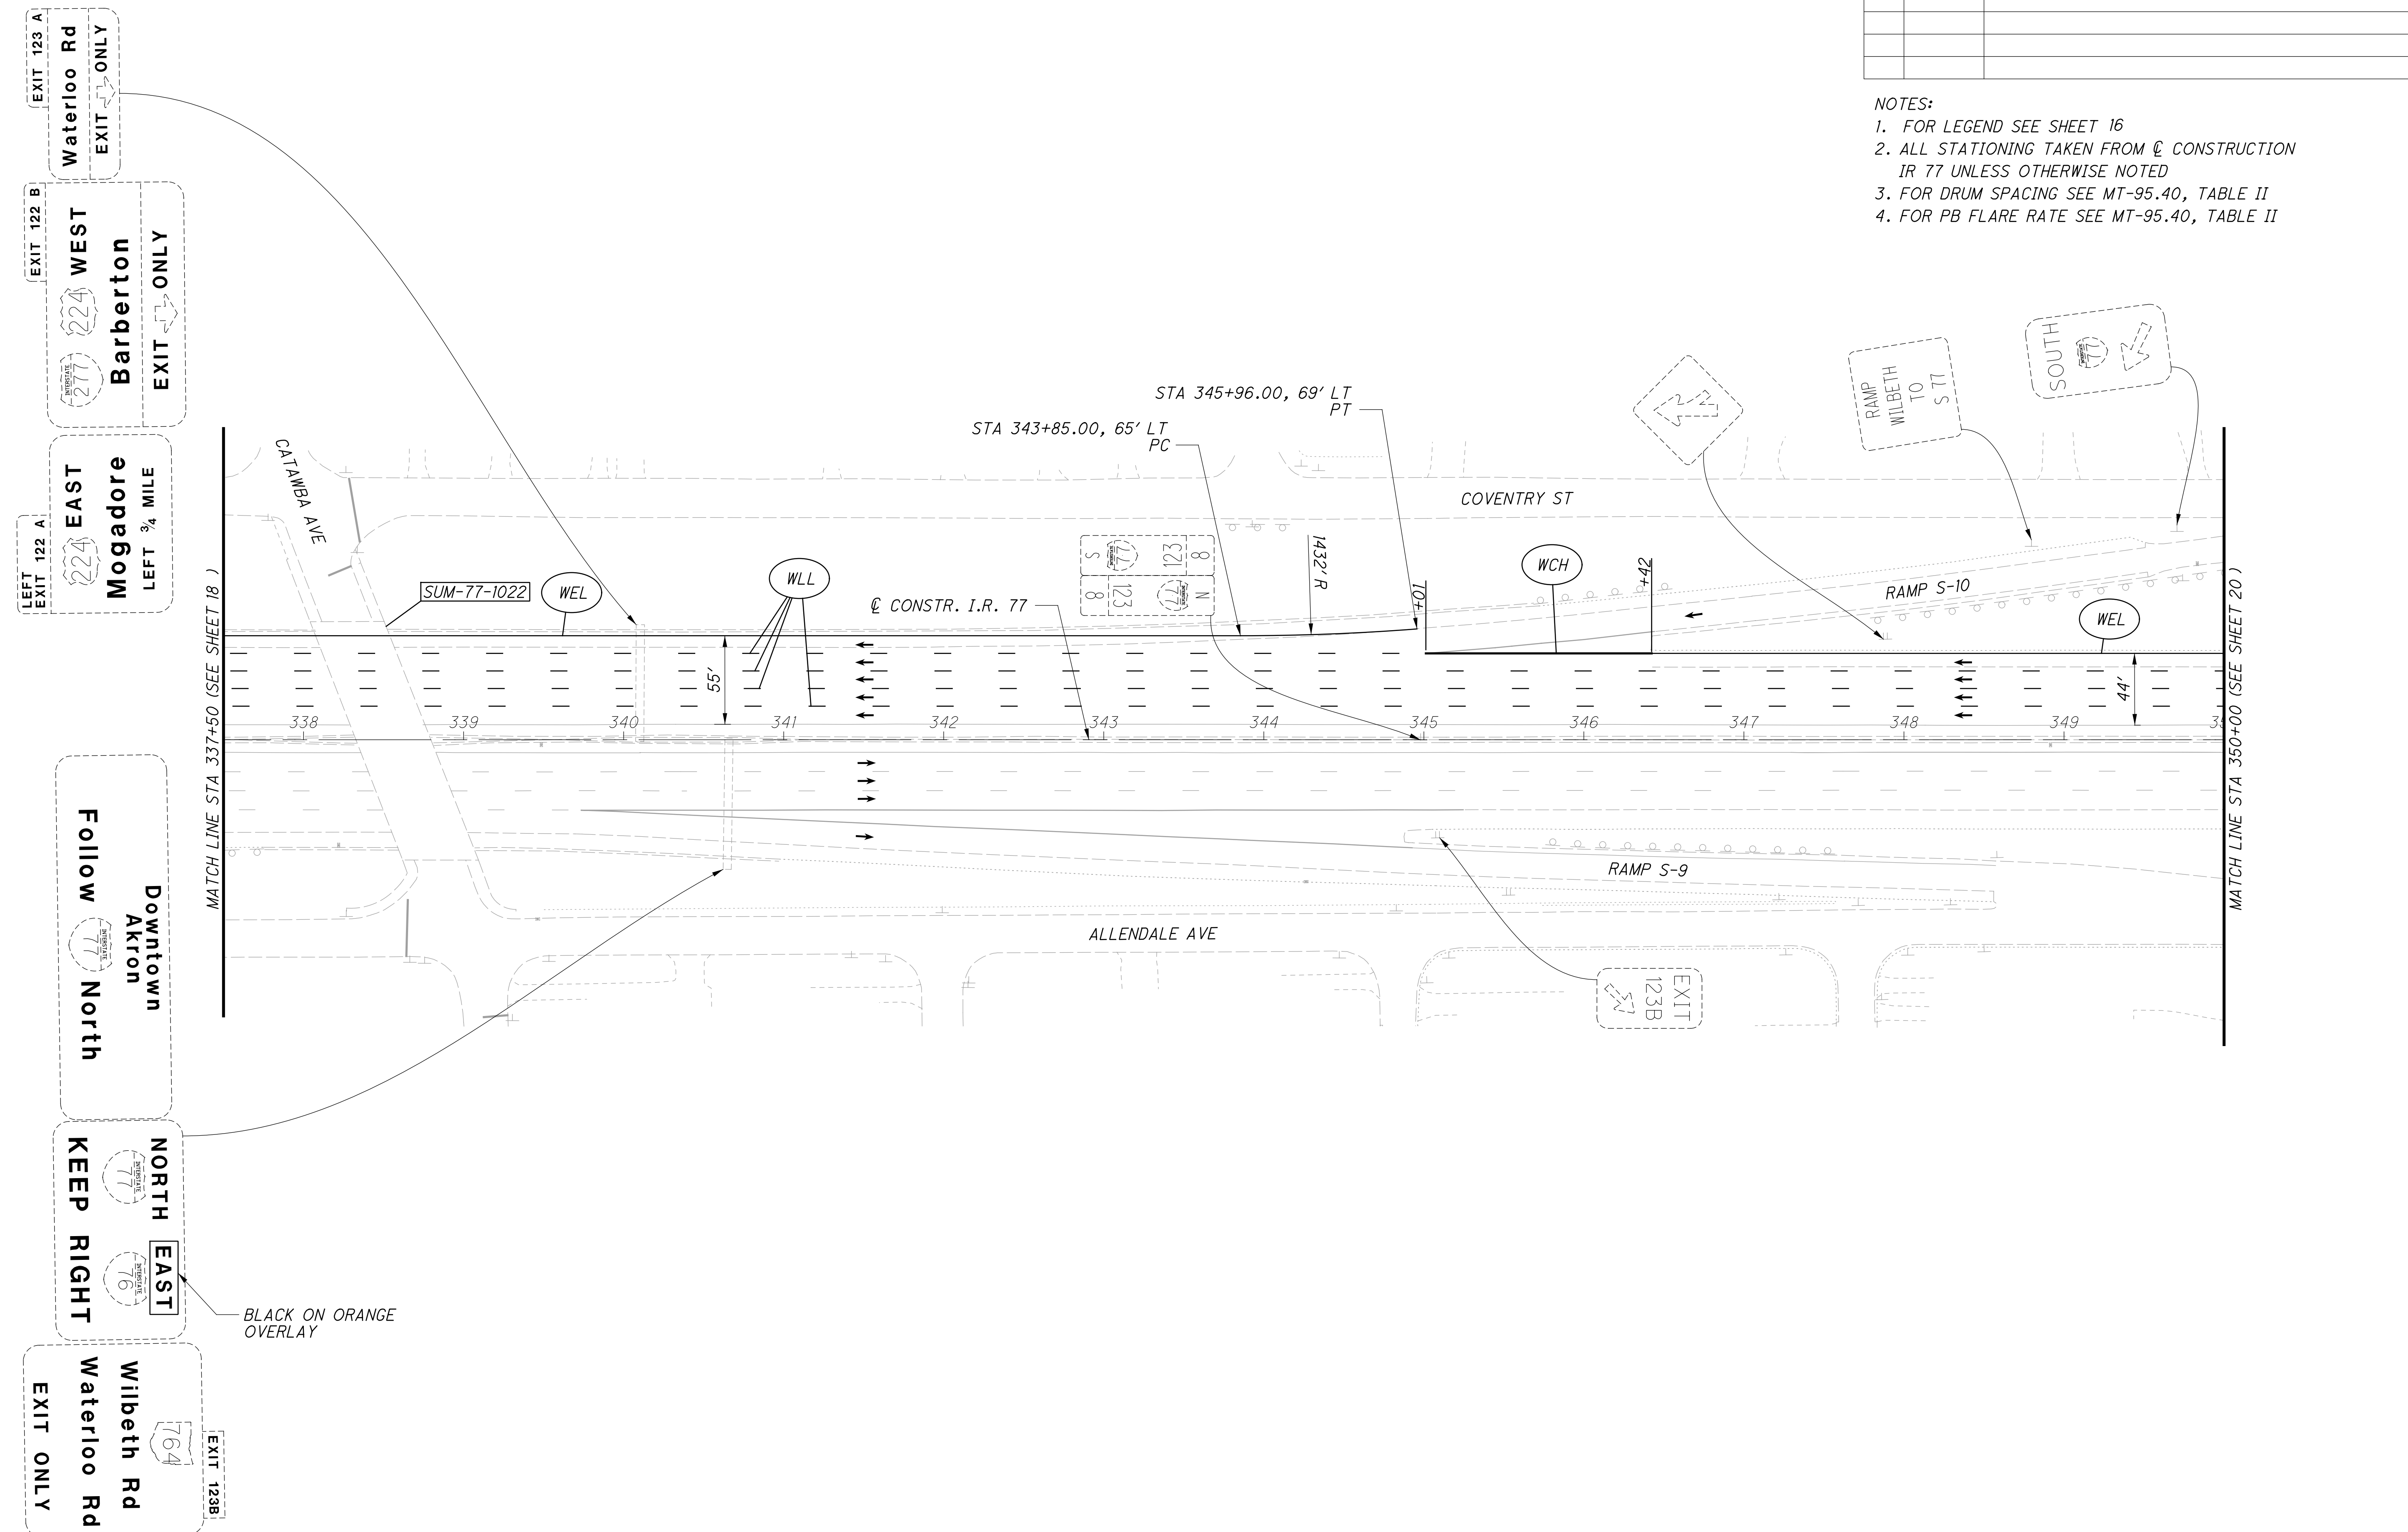 EXIT 123 A
Waterloo Rd
EXIT ONLY
EXIT 122 B
INTERSTATE 277 224 WEST
Barberton
EXIT ONLY
LEFT
EXIT 122 A
224 EAST
Mogadore
LEFT ¾ MILE
NOTES:
1. FOR LEGEND SEE SHEET 16
2. ALL STATIONING TAKEN FROM ℄ CONSTRUCTION
IR 77 UNLESS OTHERWISE NOTED
3. FOR DRUM SPACING SEE MT-95.40, TABLE II
4. FOR PB FLARE RATE SEE MT-95.40, TABLE II
SOUTH
INTERSTATE
77
RAMP
WILBETH
TO
S 77
STA 345+96.00, 69' LT
PT
STA 343+85.00, 65' LT
PC
CATAWBA AVE
COVENTRY ST
MATCH LINE STA 337+50 (SEE SHEET 18 )
SUM-77-1022
WEL
WLL
℄ CONSTR. I.R. 77
8
123
INTERSTATE
77
S
N
INTERSTATE
77
123
8
1432' R
+01
WCH
+42
RAMP S-10
WEL
MATCH LINE STA 350+00 (SEE SHEET 20 )
55'
44'
338 339 340 341 342 343 344 345 346 347 348 349 35
RAMP S-9
ALLENDALE AVE
EXIT
123B
Downtown
Akron
Follow INTERSTATE 77 North
NORTH EAST
INTERSTATE 77 INTERSTATE 76
KEEP RIGHT
BLACK ON ORANGE
OVERLAY
EXIT 123B
764
Wilbeth Rd
Waterloo Rd
EXIT ONLY